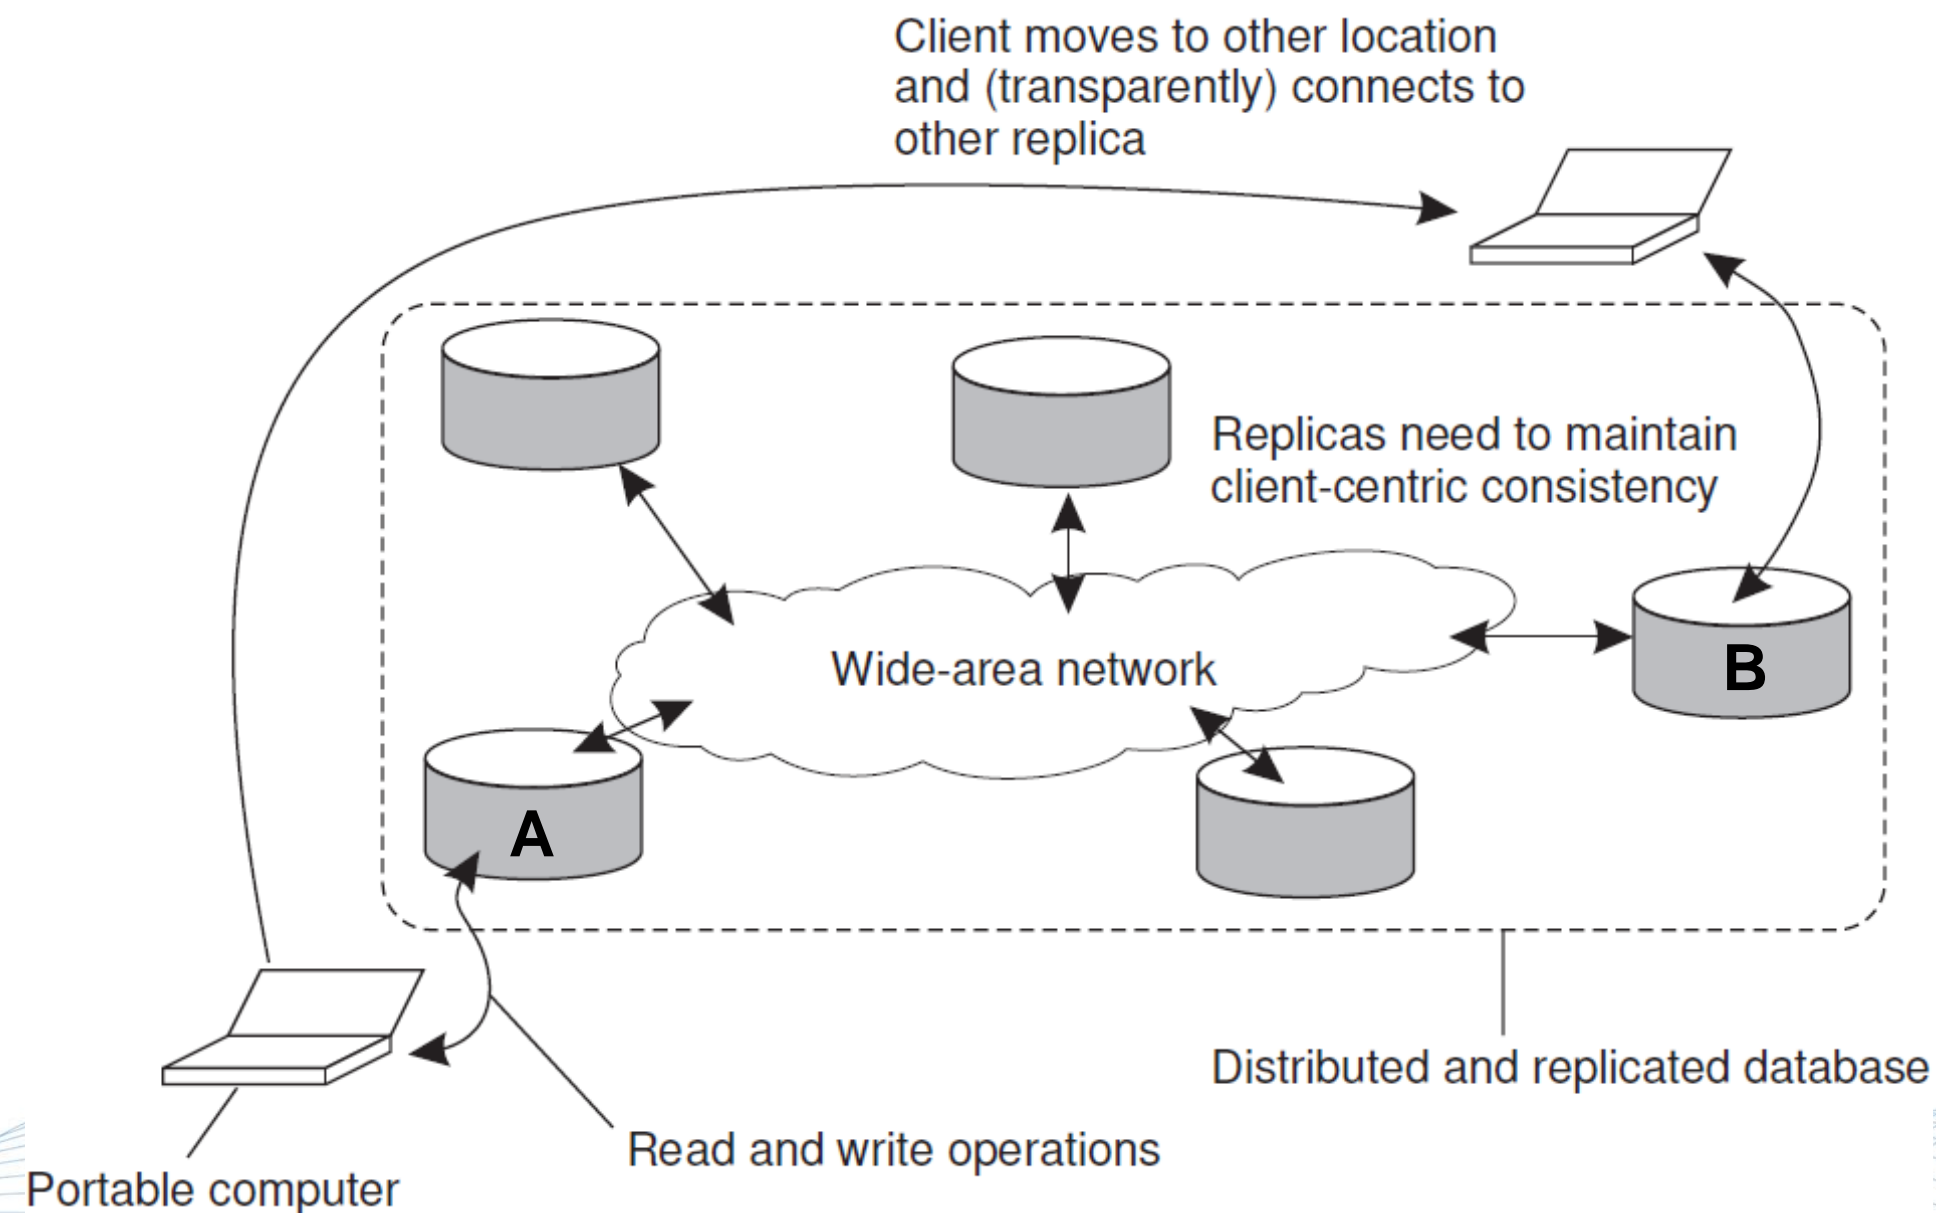 Client moves to other location
and (transparently) connects to
other replica
Replicas need to maintain
client-centric consistency
Wide-area network
B
A
Distributed and replicated database
Read and write operations
Portable computer